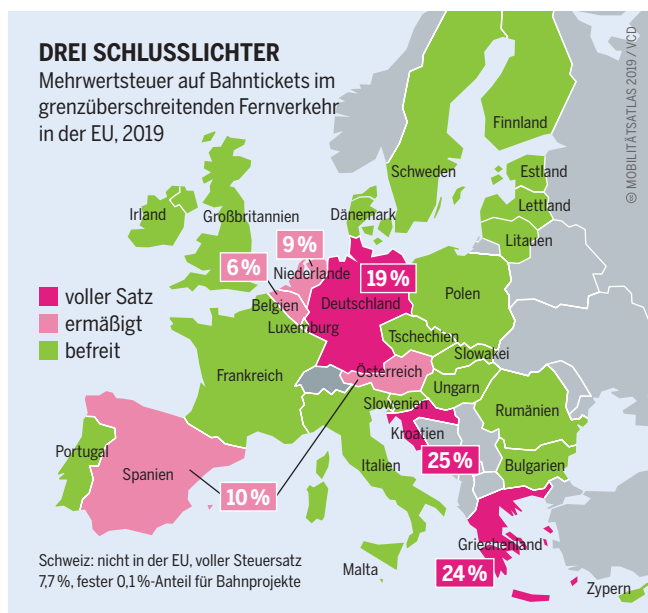 DREI SCHLUSSLICHTER
Mehrwertsteuer auf Bahntickets im
grenzüberschreitenden Fernverkehr
in der EU, 2019
© MOBILITÄTSATLAS 2019 / VCD
Finnland
Schweden
Estland
Lettland
Litauen
Irland
Großbritannien
Dänemark
9 %
6 %
Niederlande
19 %
voller Satz
ermäßigt
befreit
Belgien
Deutschland
Polen
Luxemburg
Tschechien
Slowakei
Frankreich
Österreich
Ungarn
Slowenien
Rumänien
Kroatien
Portugal
Spanien
Italien
25 %
Bulgarien
10 %
Griechenland
24 %
Malta
Zypern
Schweiz: nicht in der EU, voller Steuersatz
7,7 %, fester 0,1 %-Anteil für Bahnprojekte